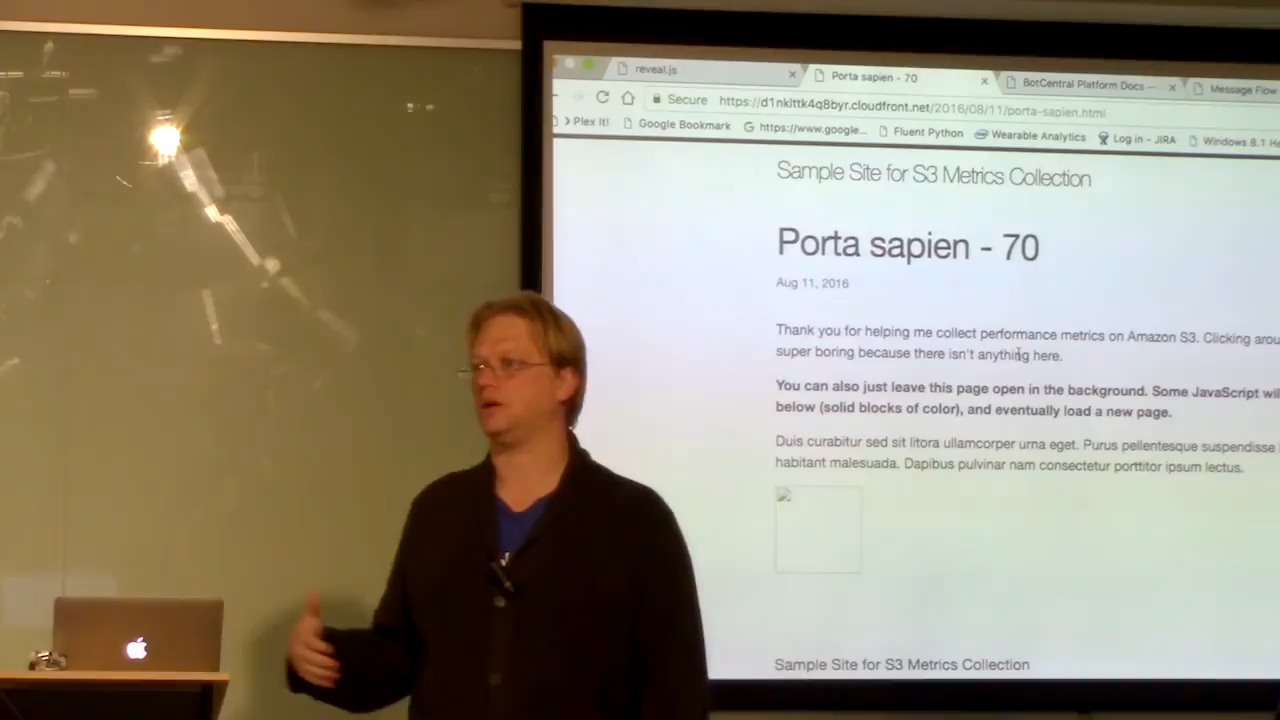 reveal.js
Porta sapien - 70
BotCentral Platform Docs —
Message Flow
Secure https://d1nklttk4q8byr.cloudfront.net/2016/08/11/porta-sapien.html
Plex it!
Google Bookmark
https://www.google...
Fluent Python
Wearable Analytics
Log in - JIRA
Windows 8.1
Sample Site for S3 Metrics Collection
Porta sapien - 70
Aug 11, 2016
Thank you for helping me collect performance metrics on Amazon S3. Clicking arou
super boring because there isn't anything here.
You can also just leave this page open in the background. Some JavaScript wil
below (solid blocks of color), and eventually load a new page.
Duis curabitur sed sit litora ullamcorper urna eget. Purus pellentesque suspendisse
habitant malesuada. Dapibus pulvinar nam consectetur porttitor ipsum lectus.
Sample Site for S3 Metrics Collection